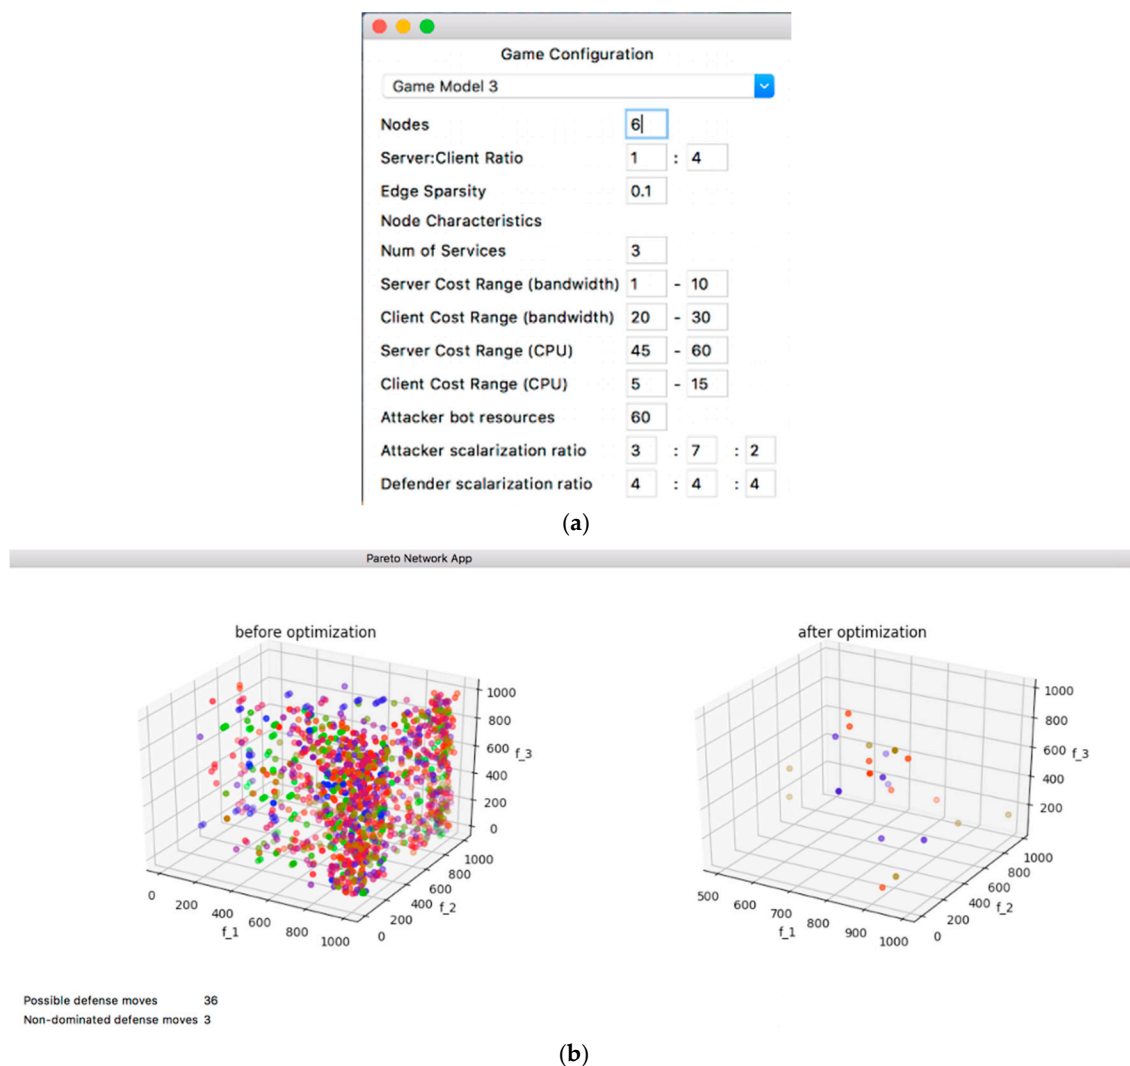 Game Configuration
Game Model 3
Nodes 6
Server:Client Ratio 1 : 4
Edge Sparsity 0.1
Node Characteristics
Num of Services 3
Server Cost Range (bandwidth) 1 - 10
Client Cost Range (bandwidth) 20 - 30
Server Cost Range (CPU) 45 - 60
Client Cost Range (CPU) 5 - 15
Attacker bot resources 60
Attacker scalarization ratio 3 : 7 : 2
Defender scalarization ratio 4 : 4 : 4
(a)
Pareto Network App
before optimization
1000
800
600
f_3
400
200
0
1000
800
600
400
f_2
200
0
0
200
400
f_1
600
800
1000
after optimization
1000
800
600
f_3
400
200
1000
800
600
400
f_2
200
0
500
600
700
f_1
800
900
1000
Possible defense moves 36
Non-dominated defense moves 3
(b)